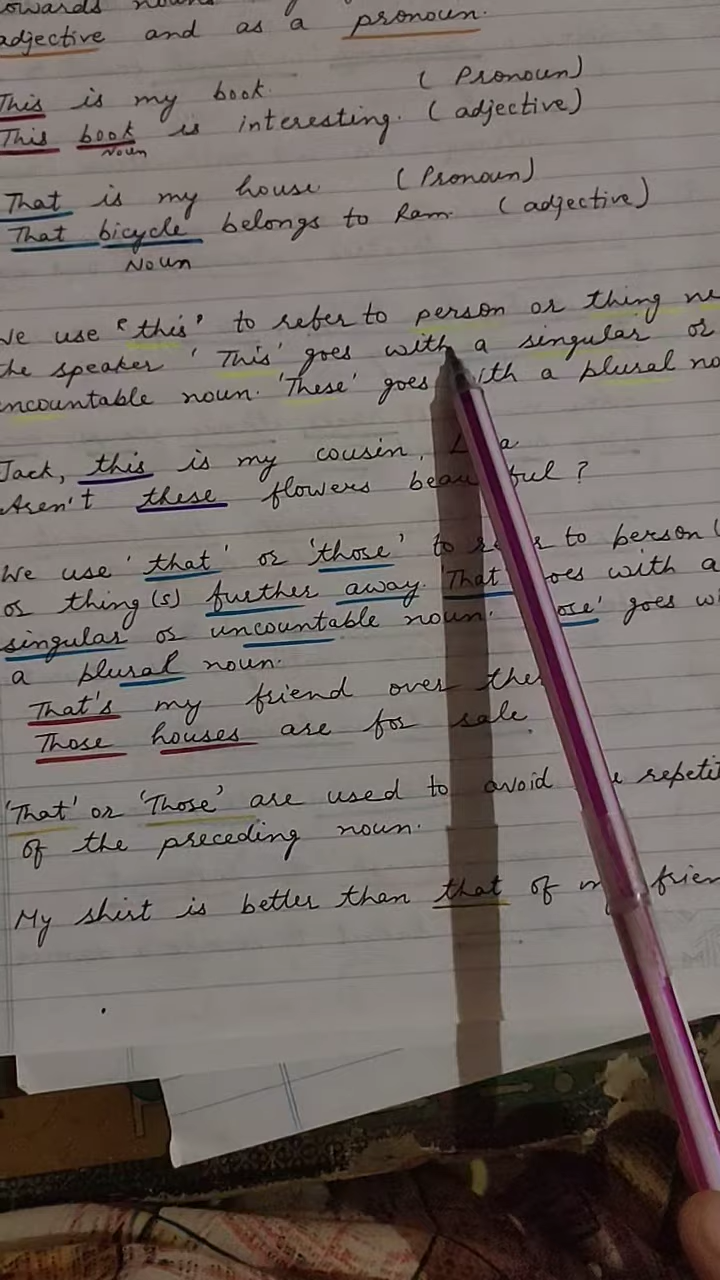 towards nouns
adjective and as a pronoun.
This is my book. (Pronoun)
This book is interesting. (adjective)
Noun
That is my house. (Pronoun)
That bicycle belongs to Ram. (adjective)
Noun
We use "this" to refer to person or thing
the speaker 'This' goes with a singular or
uncountable noun. 'These' goes with a plural
Jack, this is my cousin,
Aren't these flowers beautiful?
We use 'that' or 'those' to to person
or thing(s) further away. 'That' goes with a
singular or uncountable noun. goes
a plural noun.
That's my friend over
Those houses are for sale.
'That' or 'Those' are used to avoid
of the preceding noun.
My shirt is better than that of my